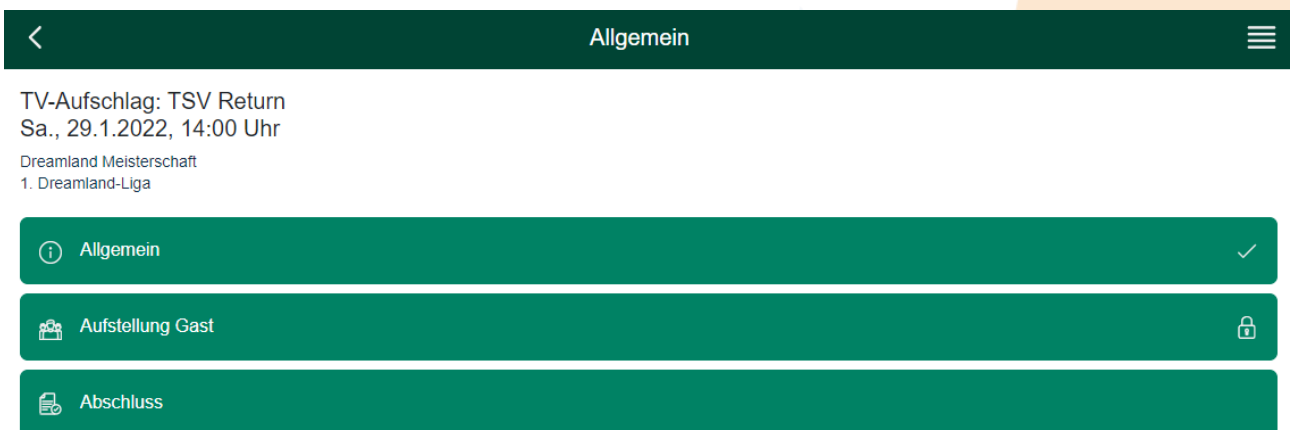 Allgemein
TV-Aufschlag: TSV Return
Sa., 29.1.2022, 14:00 Uhr
Dreamland Meisterschaft
1. Dreamland-Liga
Allgemein
Aufstellung Gast
Abschluss